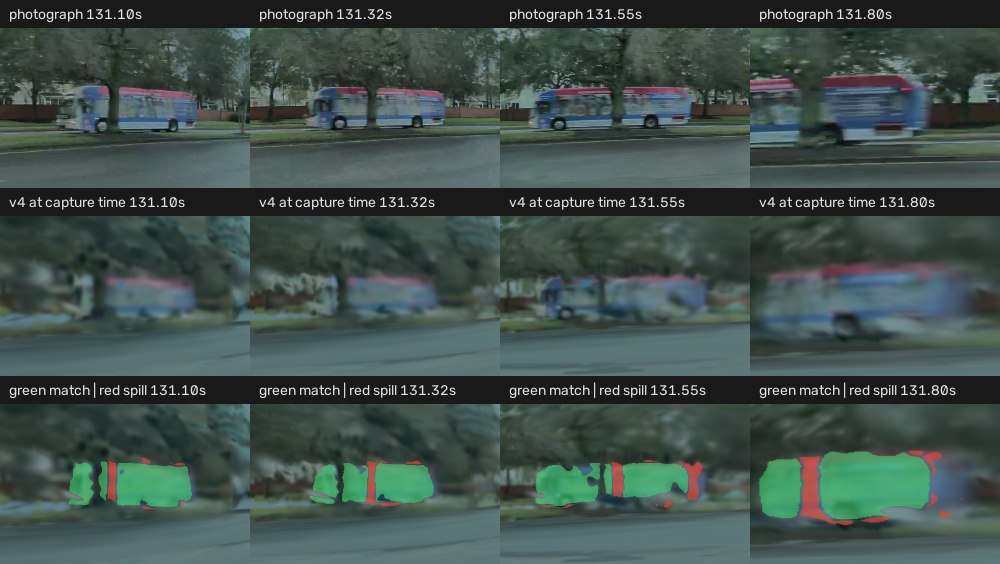 photograph 131.10s
photograph 131.32s
photograph 131.55s
photograph 131.80s
v4 at capture time 131.10s
v4 at capture time 131.32s
v4 at capture time 131.55s
v4 at capture time 131.80s
green match | red spill 131.10s
green match | red spill 131.32s
green match | red spill 131.55s
green match | red spill 131.80s